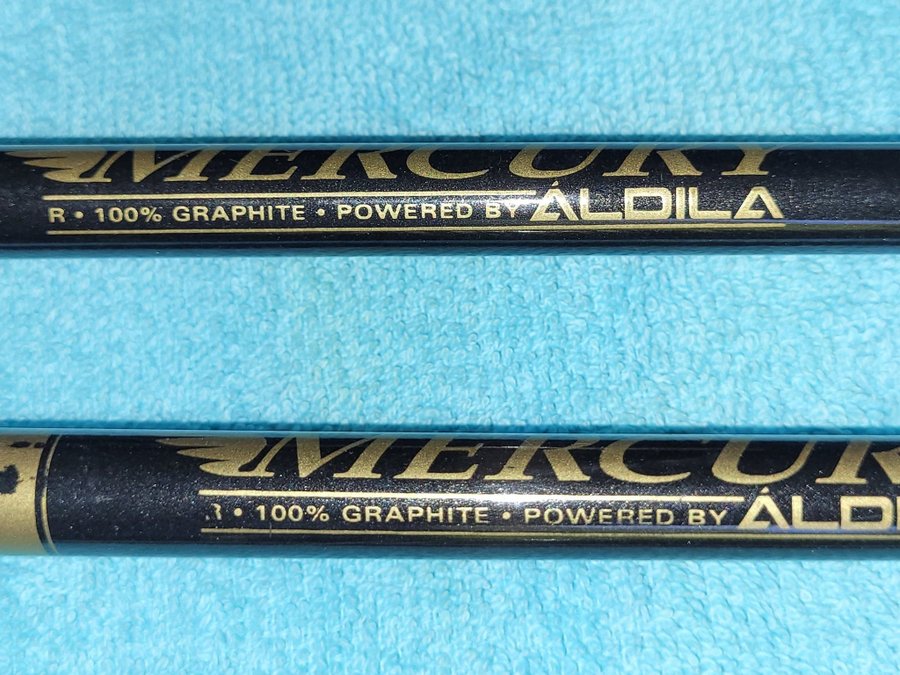 MERCURY
R • 100% GRAPHITE • POWERED BY ÁLDILA
MERCUR
• 100% GRAPHITE • POWERED BY ÁLD